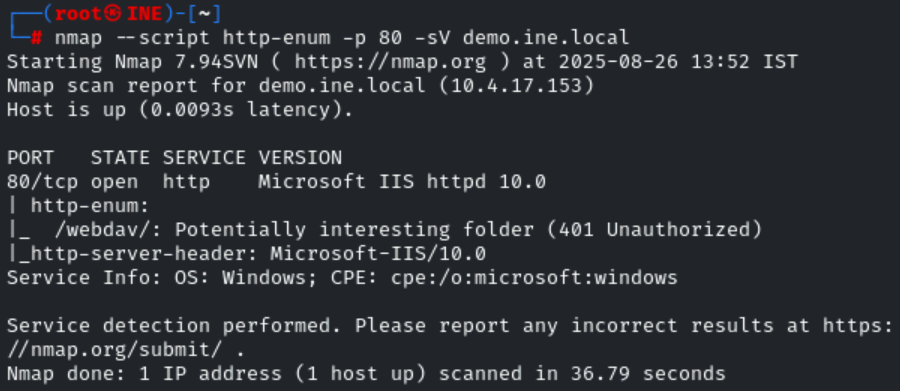 ┌──(root㉿INE)-[~]
└─# nmap --script http-enum -p 80 -sV demo.ine.local
Starting Nmap 7.94SVN ( https://nmap.org ) at 2025-08-26 13:52 IST
Nmap scan report for demo.ine.local (10.4.17.153)
Host is up (0.0093s latency).

PORT   STATE SERVICE VERSION
80/tcp open  http    Microsoft IIS httpd 10.0
| http-enum:
|_  /webdav/: Potentially interesting folder (401 Unauthorized)
|_http-server-header: Microsoft-IIS/10.0
Service Info: OS: Windows; CPE: cpe:/o:microsoft:windows

Service detection performed. Please report any incorrect results at https:
//nmap.org/submit/ .
Nmap done: 1 IP address (1 host up) scanned in 36.79 seconds